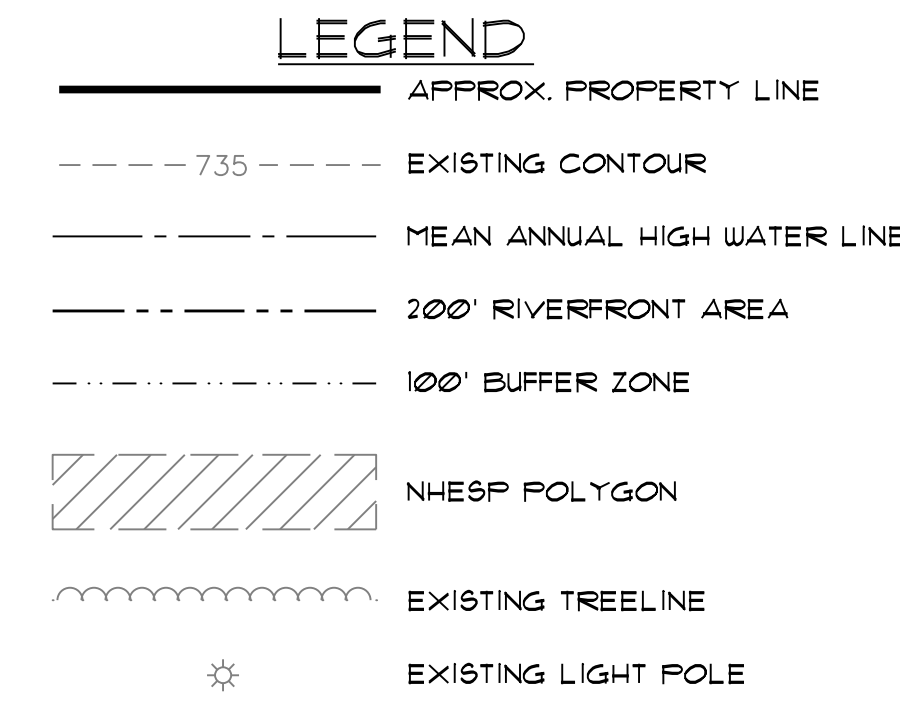 LEGEND
APPROX. PROPERTY LINE
735 EXISTING CONTOUR
MEAN ANNUAL HIGH WATER LINE
200' RIVERFRONT AREA
100' BUFFER ZONE
NHESP POLYGON
EXISTING TREELINE
EXISTING LIGHT POLE